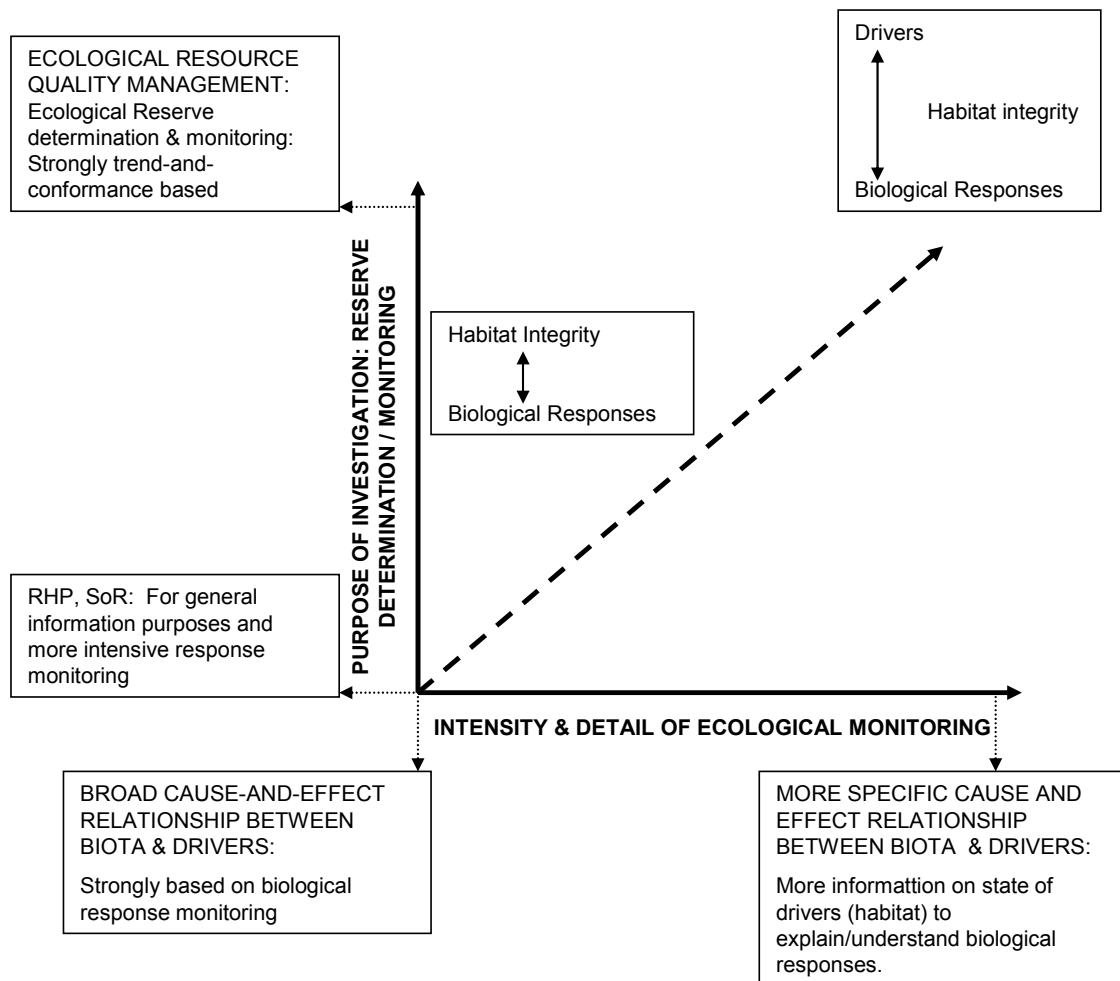 ECOLOGICAL RESOURCE
QUALITY MANAGEMENT:
Ecological Reserve
determination & monitoring:
Strongly trend-and-
conformance based
Drivers
Habitat integrity
Biological Responses
PURPOSE OF INVESTIGATION: RESERVE
DETERMINATION / MONITORING
Habitat Integrity
Biological Responses
RHP, SoR:  For general
information purposes and
more intensive response
monitoring
INTENSITY & DETAIL OF ECOLOGICAL MONITORING
BROAD CAUSE-AND-EFFECT
RELATIONSHIP BETWEEN
BIOTA & DRIVERS:
Strongly based on biological
response monitoring
MORE SPECIFIC CAUSE AND
EFFECT RELATIONSHIP
BETWEEN BIOTA  & DRIVERS:
More informattion on state of
drivers (habitat) to
explain/understand biological
responses.